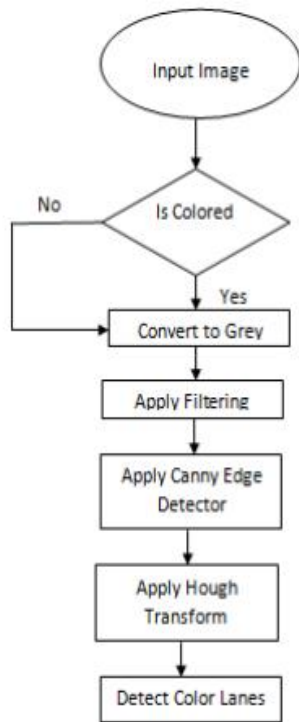 Input Image
Is Colored
No
Yes
Convert to Grey
Apply Filtering
Apply Canny Edge
Detector
Apply Hough
Transform
Detect Color Lanes